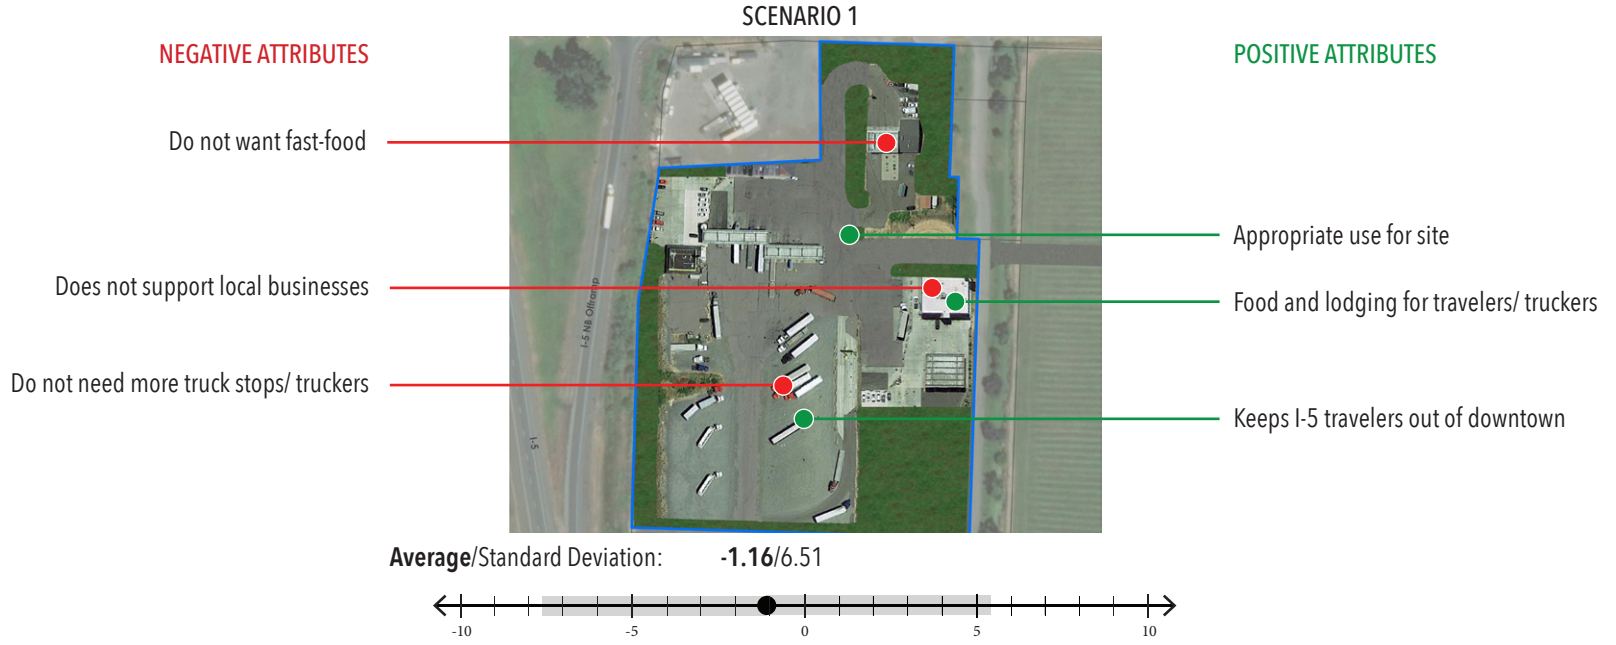 SCENARIO 1
NEGATIVE ATTRIBUTES
POSITIVE ATTRIBUTES
Do not want fast-food
Appropriate use for site
Does not support local businesses
Food and lodging for travelers/ truckers
I-5 NB Offramp
Do not need more truck stops/ truckers
Keeps I-5 travelers out of downtown
I-5
Average/Standard Deviation: -1.16/6.51
-10 -5 0 5 10